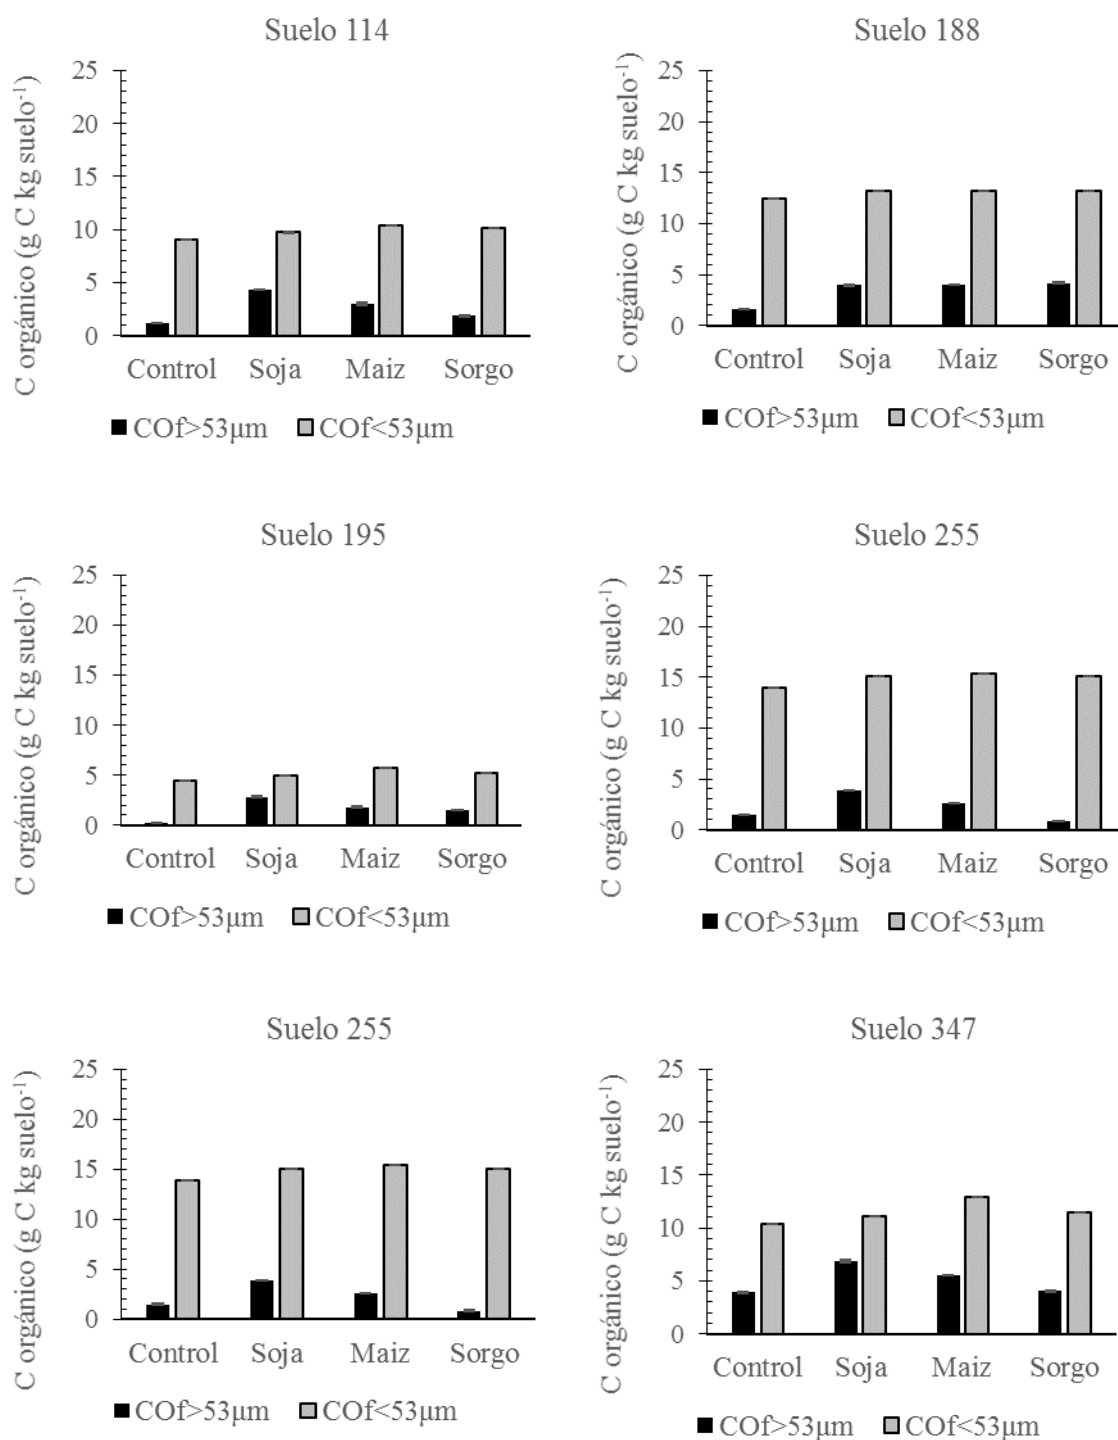 Suelo 114
C orgánico (g C kg suelo-1)
25
20
15
10
5
0
Control Soja Maiz Sorgo
COf>53µm COf<53µm
Suelo 188
C orgánico (g C kg suelo-1)
25
20
15
10
5
0
Control Soja Maiz Sorgo
COf>53µm COf<53µm
Suelo 195
C orgánico (g C kg suelo-1)
25
20
15
10
5
0
Control Soja Maiz Sorgo
COf>53µm COf<53µm
Suelo 255
C orgánico (g C kg suelo-1)
25
20
15
10
5
0
Control Soja Maiz Sorgo
COf>53µm COf<53µm
Suelo 255
C orgánico (g C kg suelo-1)
25
20
15
10
5
0
Control Soja Maiz Sorgo
COf>53µm COf<53µm
Suelo 347
C orgánico (g C kg suelo-1)
25
20
15
10
5
0
Control Soja Maiz Sorgo
COf>53µm COf<53µm